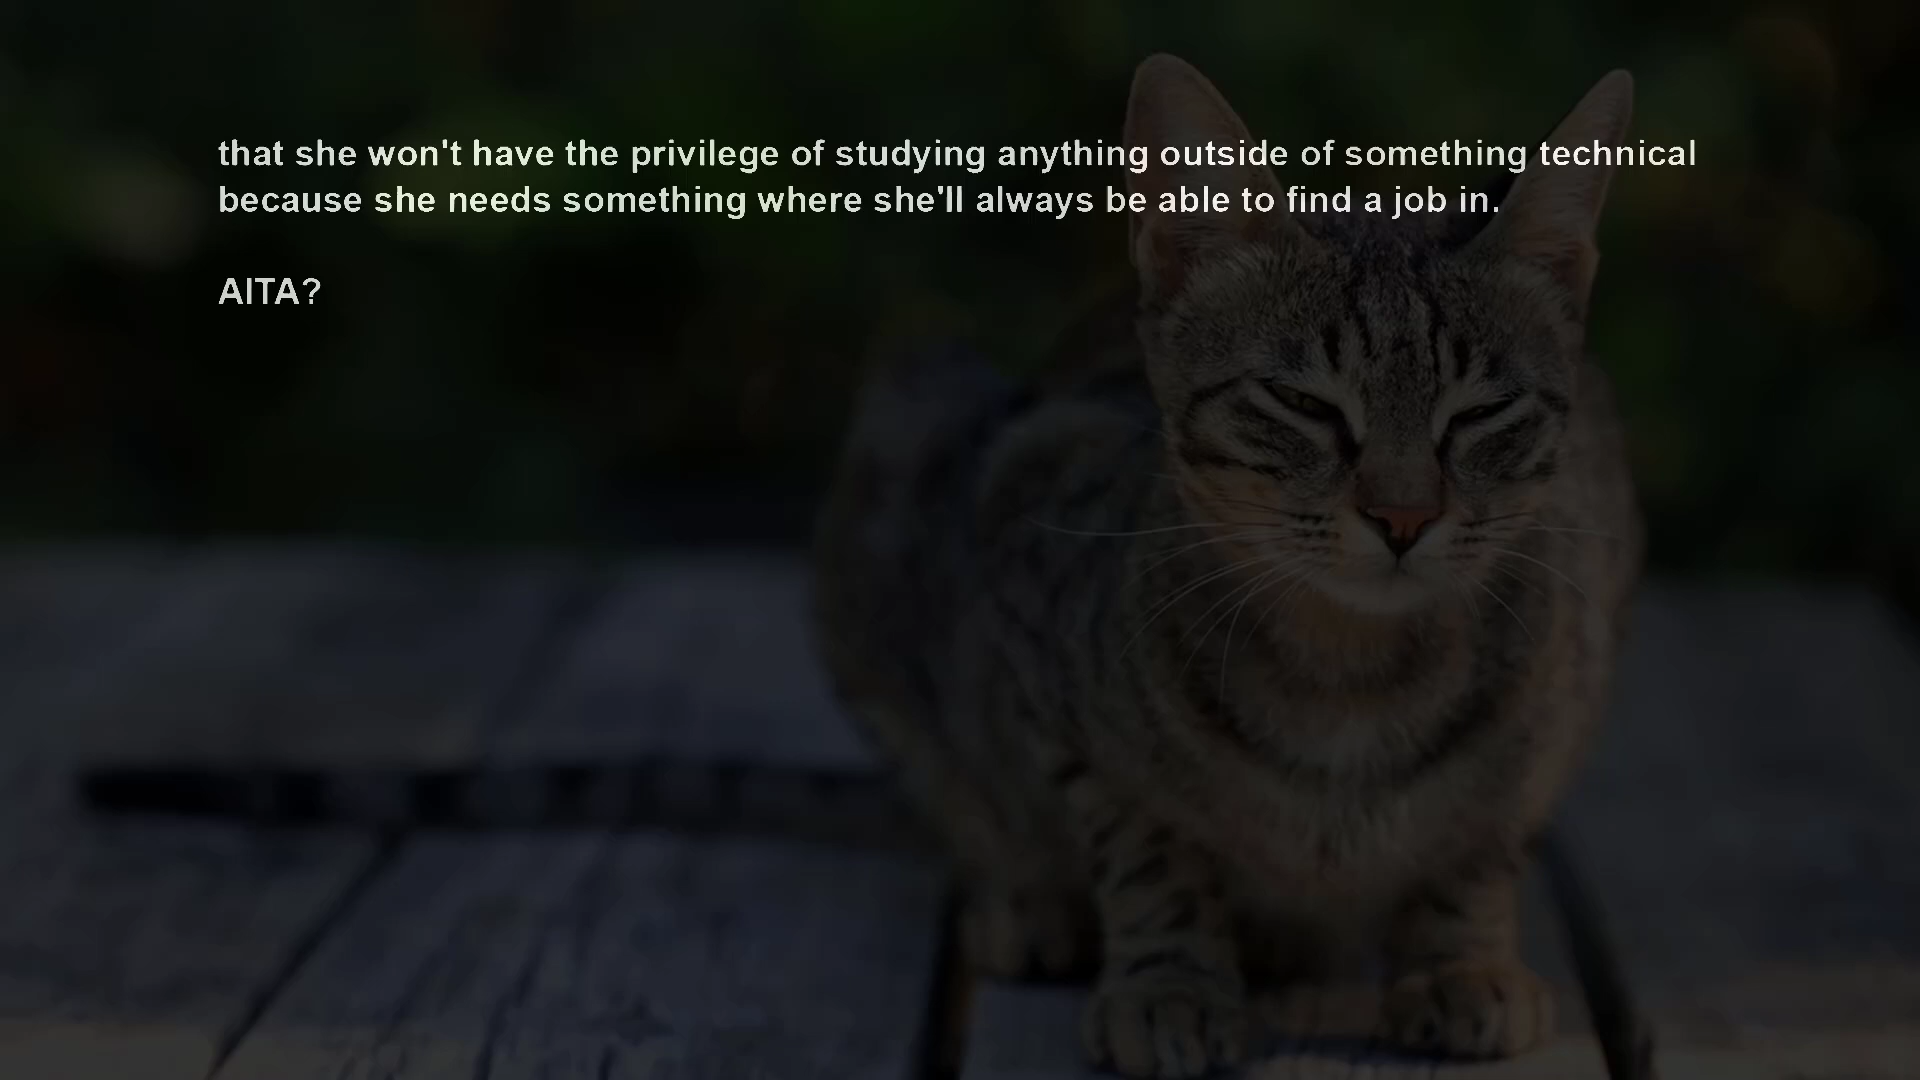 that she won't have the privilege of studying anything outside of something technical
because she needs something where she'll always be able to find a job in.
AITA?